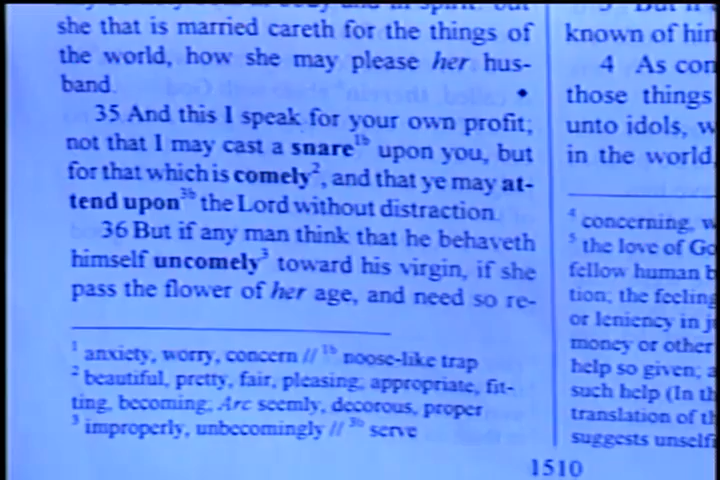 she that is married careth for the things of
the world, how she may please her hus-
band.
35 And this I speak for your own profit;
not that I may cast a snare1b upon you, but
for that which is comely2, and that ye may at-
tend upon3b the Lord without distraction.
36 But if any man think that he behaveth
himself uncomely3 toward his virgin, if she
pass the flower of her age, and need so re-
1 anxiety, worry, concern // 1b noose-like trap
2 beautiful, pretty, fair, pleasing; appropriate, fit-
ting, becoming; Arc seemly, decorous, proper
3 improperly, unbecomingly // 3b serve
known of
4 As
those things
unto idols,
in the world,
4 concerning,
5 the love of
fellow human
tion; the feeling
or leniency in
money or other
help so given;
such help (In
translation of
suggests
1510